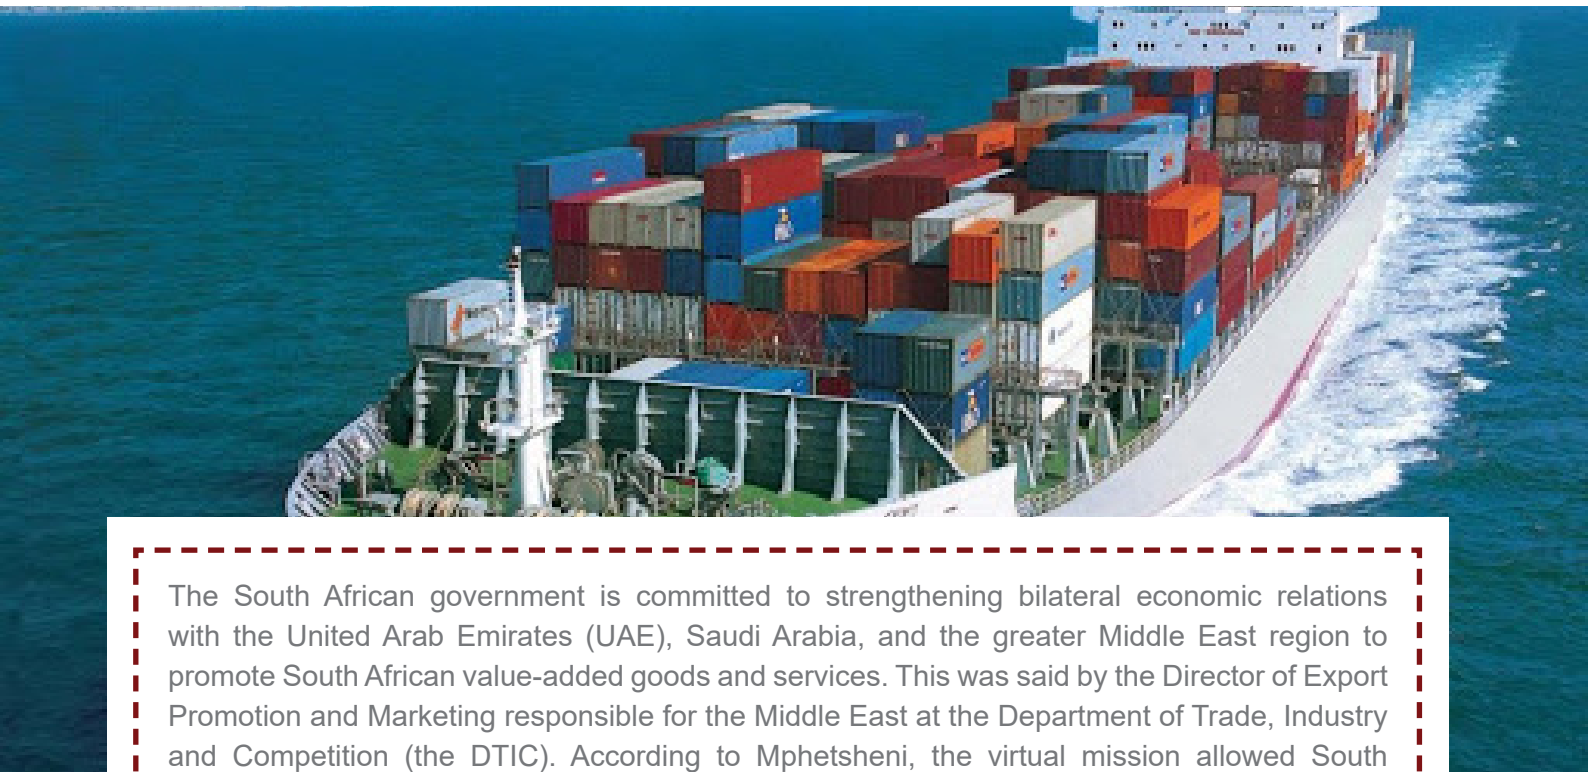 The South African government is committed to strengthening bilateral economic relations
with the United Arab Emirates (UAE), Saudi Arabia, and the greater Middle East region to
promote South African value-added goods and services. This was said by the Director of Export
Promotion and Marketing responsible for the Middle East at the Department of Trade, Industry
and Competition (the DTIC). According to Mphetsheni, the virtual mission allowed South